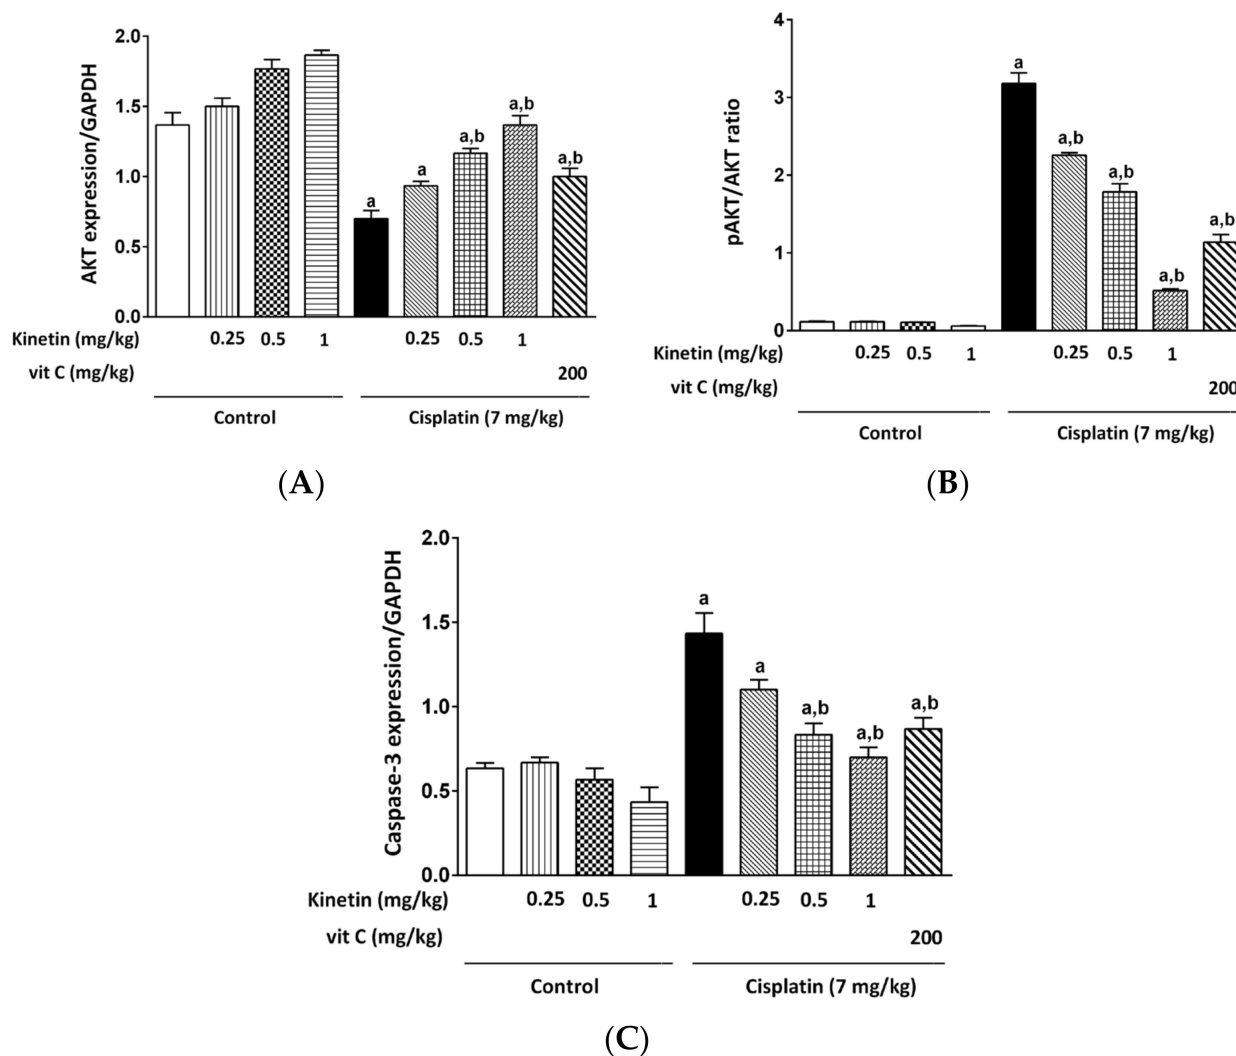 AKT expression/GAPDH
2.0
1.5
1.0
0.5
0.0
a
a
a,b
a,b
a,b
Kinetin (mg/kg) 0.25 0.5 1 0.25 0.5 1
vit C (mg/kg) 200
Control Cisplatin (7 mg/kg)
(A)
pAKT/AKT ratio
4
3
2
1
0
a
a,b
a,b
a,b
a,b
Kinetin (mg/kg) 0.25 0.5 1 0.25 0.5 1
vit C (mg/kg) 200
Control Cisplatin (7 mg/kg)
(B)
Caspase-3 expression/GAPDH
2.0
1.5
1.0
0.5
0.0
a
a
a,b
a,b
a,b
Kinetin (mg/kg) 0.25 0.5 1 0.25 0.5 1
vit C (mg/kg) 200
Control Cisplatin (7 mg/kg)
(C)